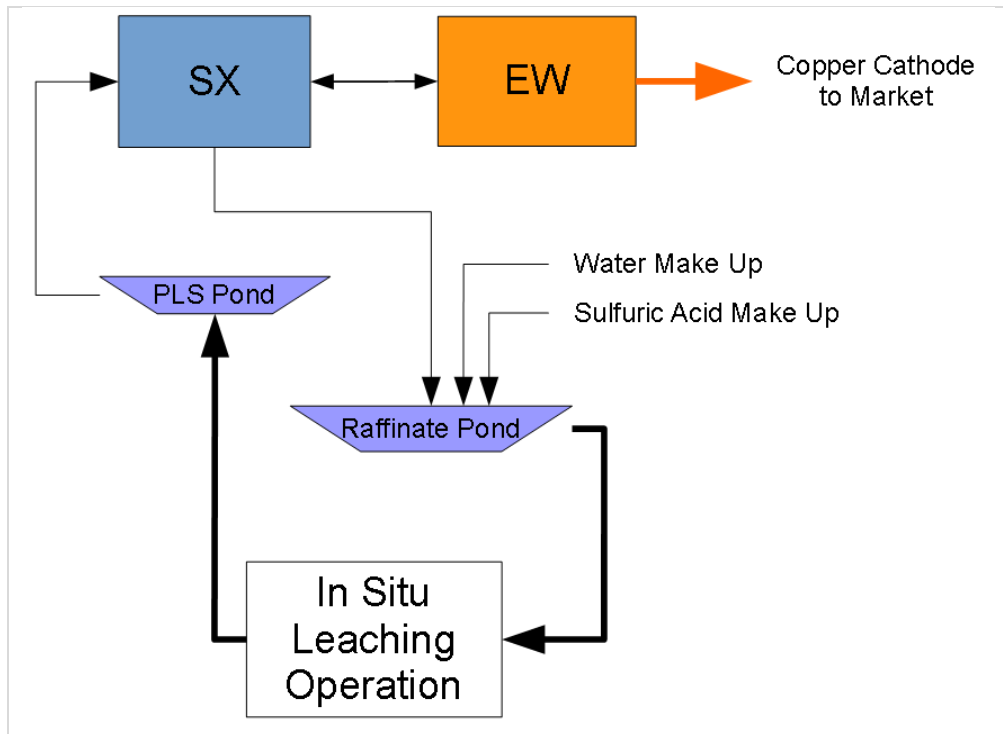 SX
EW
Copper Cathode
to Market
PLS Pond
Water Make Up
Sulfuric Acid Make Up
Raffinate Pond
In Situ
Leaching
Operation